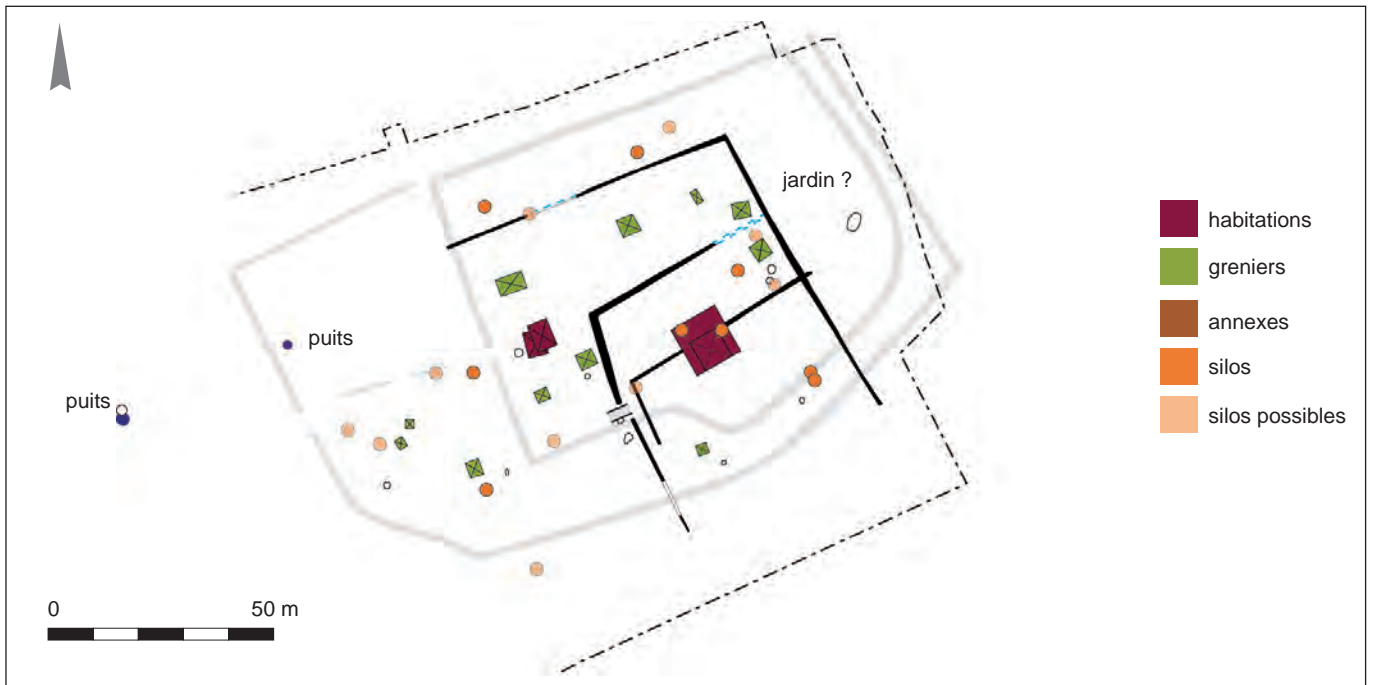 jardin ?
puits
puits
habitations
greniers
annexes
silos
silos possibles
0 50 m